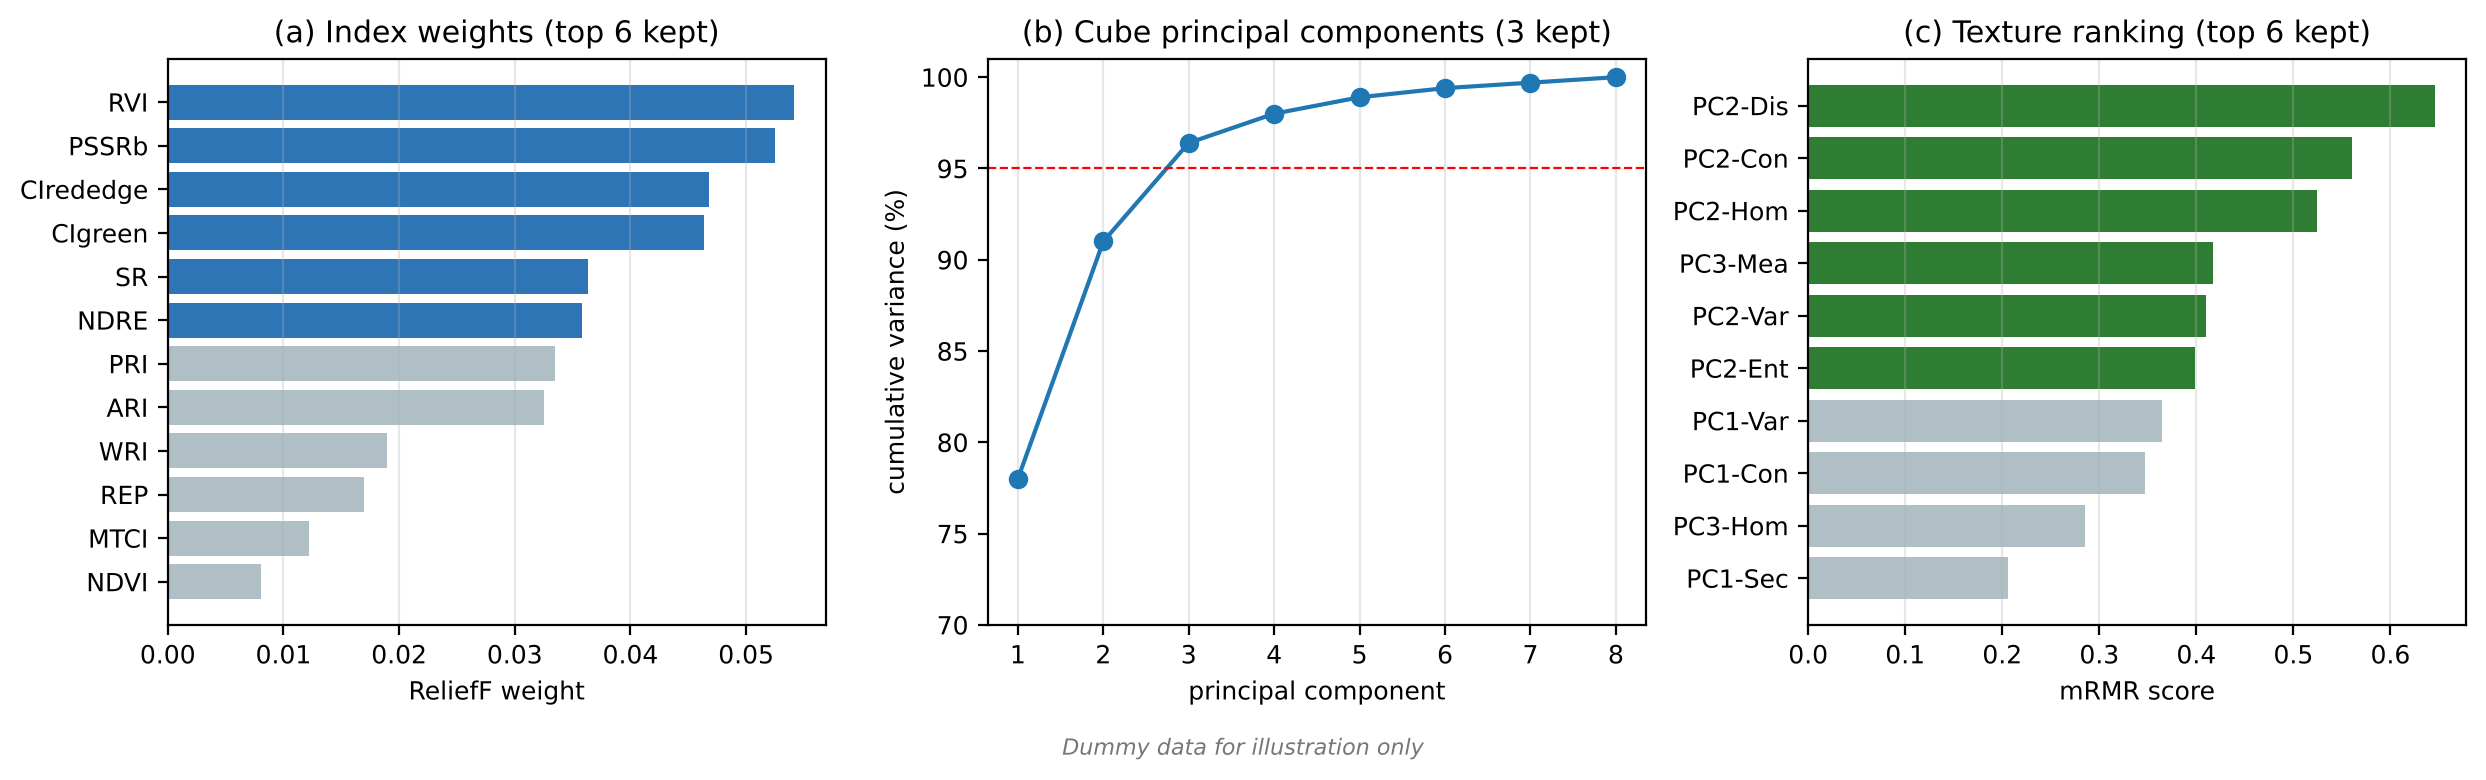 (a) Index weights (top 6 kept)
RVI
PSSRb
CIrededge
CIgreen
SR
NDRE
PRI
ARI
WRI
REP
MTCI
NDVI
0.00 0.01 0.02 0.03 0.04 0.05
ReliefF weight
(b) Cube principal components (3 kept)
cumulative variance (%)
100
95
90
85
80
75
70
1 2 3 4 5 6 7 8
principal component
(c) Texture ranking (top 6 kept)
PC2-Dis
PC2-Con
PC2-Hom
PC3-Mea
PC2-Var
PC2-Ent
PC1-Var
PC1-Con
PC3-Hom
PC1-Sec
0.0 0.1 0.2 0.3 0.4 0.5 0.6
mRMR score
Dummy data for illustration only